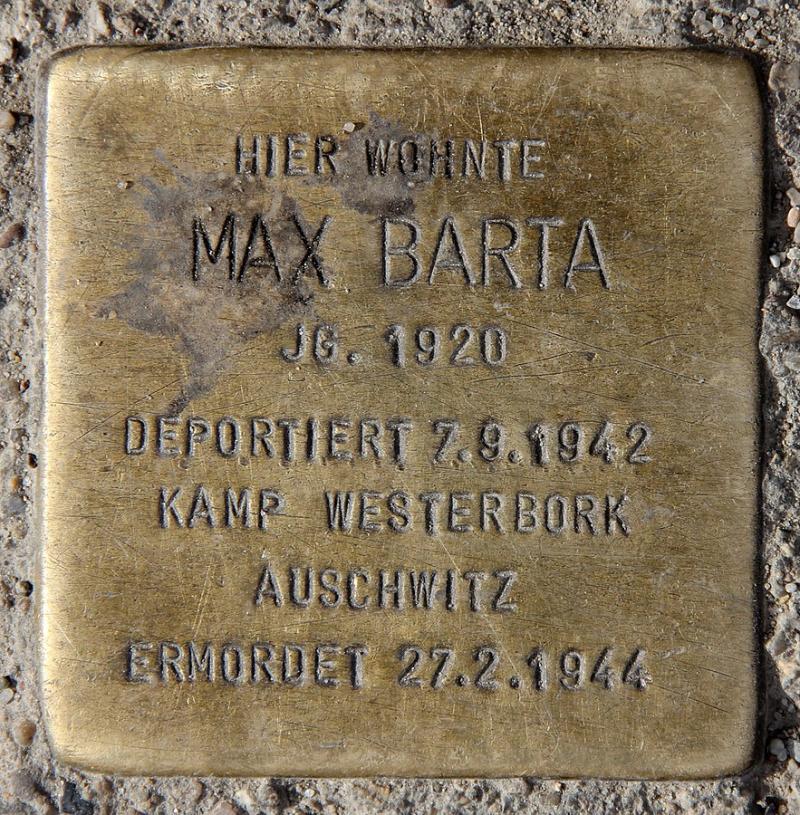 HIER WOHNTE
MAX BARTA
JG. 1920
DEPORTIERT 7.9.1942
KAMP WESTERBORK
AUSCHWITZ
ERMORDET 27.2.1944